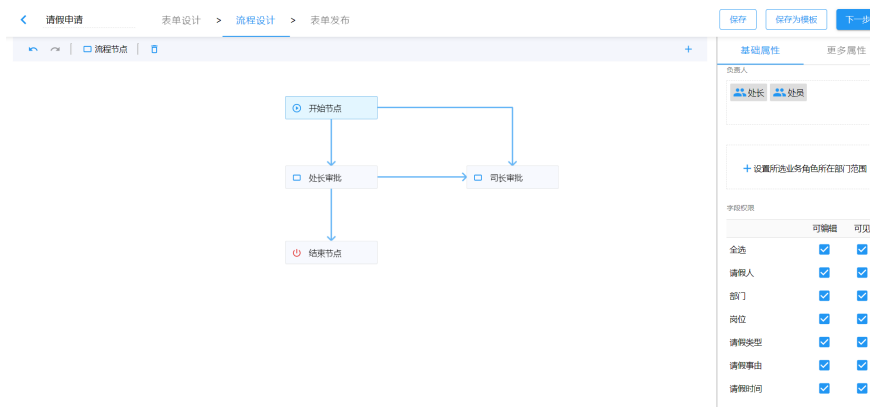 请假申请 表单设计 > 流程设计 > 表单发布 保存 保存为模板 下一步
流程节点 + 基础属性 更多属性
负责人
处长 处员
开始节点
处长审批 司长审批
+ 设置所选业务角色所在部门范围
结束节点
字段权限
可编辑 可见
全选
请假人
部门
岗位
请假类型
请假事由
请假时间